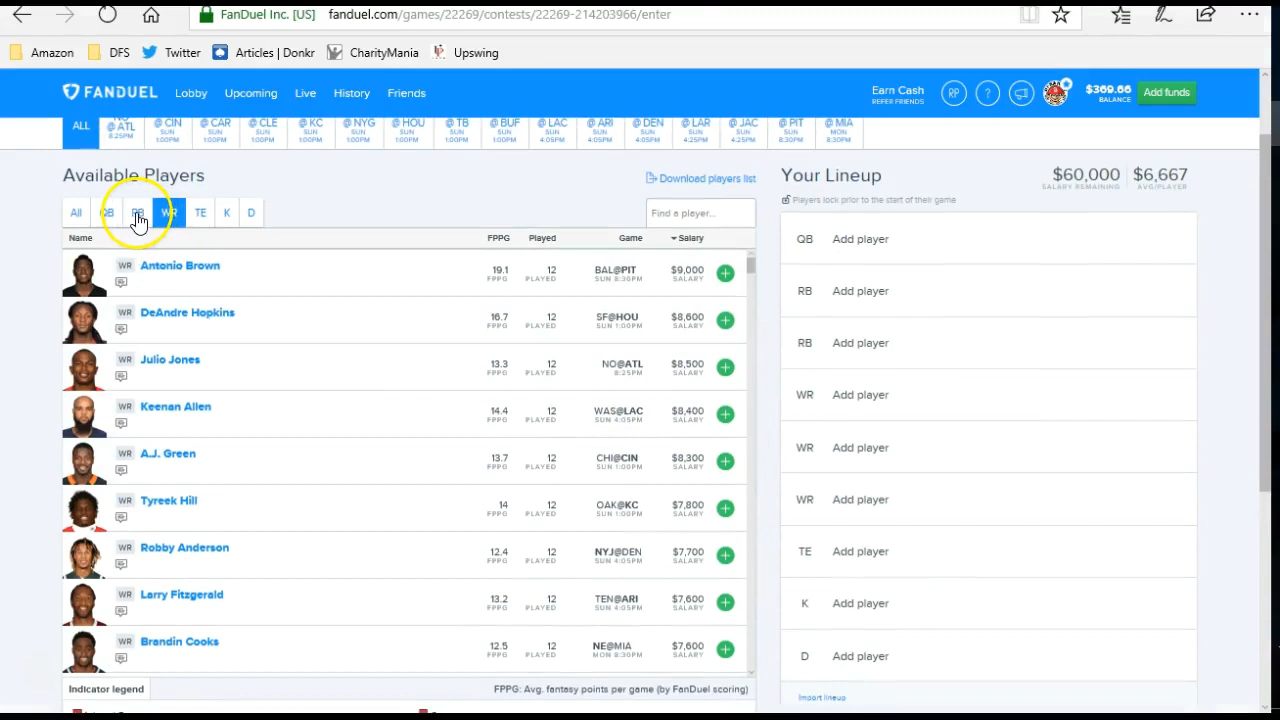 FanDuel Inc. [US] fanduel.com/games/22269/contests/22269-214203966/enter
Amazon DFS Twitter Articles | Donkr CharityMania Upswing
FANDUEL Lobby Upcoming Live History Friends Earn Cash REFER FRIENDS RP ? $369.66 BALANCE Add funds
ALL NO @ ATL 8:25PM @ CIN SUN 1:00PM @ CAR SUN 1:00PM @ CLE SUN 1:00PM @ KC SUN 1:00PM @ NYG SUN 1:00PM @ HOU SUN 1:00PM @ TB SUN 1:00PM @ BUF SUN 1:00PM @ LAC SUN 4:05PM @ ARI SUN 4:05PM @ DEN SUN 4:05PM @ LAR SUN 4:25PM @ JAC SUN 4:25PM @ PIT SUN 8:30PM @ MIA MON 8:30PM
Available Players
Download players list
All QB RB WR TE K D
Find a player...
Name FPPG Played Game Salary
WR Antonio Brown 19.1 FPPG 12 PLAYED BAL@PIT SUN 8:30PM $9,000 SALARY
WR DeAndre Hopkins 16.7 FPPG 12 PLAYED SF@HOU SUN 1:00PM $8,600 SALARY
WR Julio Jones 13.3 FPPG 12 PLAYED NO@ATL 8:25PM $8,500 SALARY
WR Keenan Allen 14.4 FPPG 12 PLAYED WAS@LAC SUN 4:05PM $8,400 SALARY
WR A.J. Green 13.7 FPPG 12 PLAYED CHI@CIN SUN 1:00PM $8,300 SALARY
WR Tyreek Hill 14 FPPG 12 PLAYED OAK@KC SUN 1:00PM $7,800 SALARY
WR Robby Anderson 12.4 FPPG 12 PLAYED NYJ@DEN SUN 4:05PM $7,700 SALARY
WR Larry Fitzgerald 13.2 FPPG 12 PLAYED TEN@ARI SUN 4:05PM $7,600 SALARY
WR Brandin Cooks 12.5 FPPG 12 PLAYED NE@MIA MON 8:30PM $7,600 SALARY
Indicator legend FPPG: Avg. fantasy points per game (by FanDuel scoring)
Your Lineup $60,000 SALARY REMAINING $6,667 AVG/PLAYER
Players lock prior to the start of their game
QB Add player
RB Add player
RB Add player
WR Add player
WR Add player
WR Add player
TE Add player
K Add player
D Add player
Import lineup